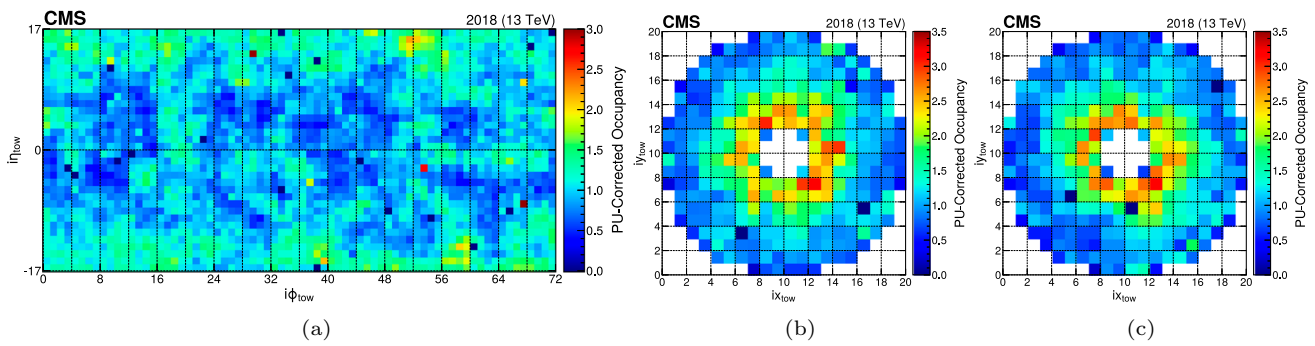 CMS
2018 (13 TeV)
17
0
-17
iη_tow
0 8 16 24 32 40 48 56 64 72
iϕ_tow
3.0
2.5
2.0
1.5
1.0
0.5
0.0
PU-Corrected Occupancy
(a)
CMS
2018 (13 TeV)
20
18
16
14
12
10
8
6
4
2
0
iy_tow
0 2 4 6 8 10 12 14 16 18 20
ix_tow
3.5
3.0
2.5
2.0
1.5
1.0
0.5
0.0
PU-Corrected Occupancy
(b)
CMS
2018 (13 TeV)
20
18
16
14
12
10
8
6
4
2
0
iy_tow
0 2 4 6 8 10 12 14 16 18 20
ix_tow
3.5
3.0
2.5
2.0
1.5
1.0
0.5
0.0
PU-Corrected Occupancy
(c)